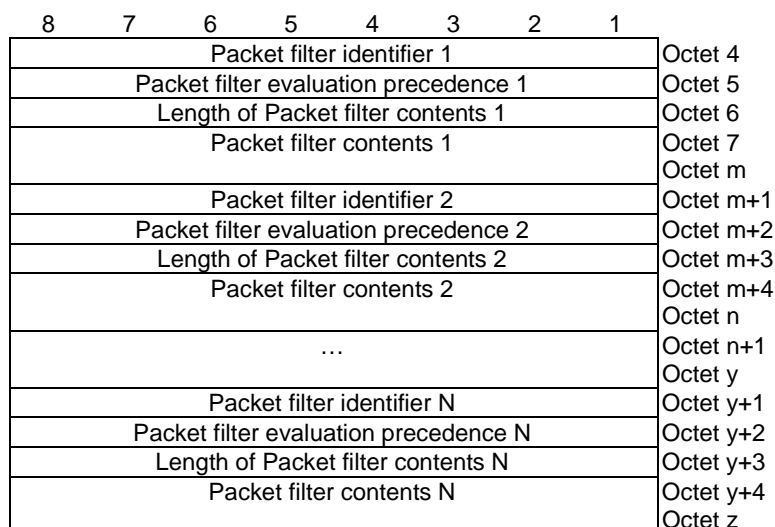 8 7 6 5 4 3 2 1
Packet filter identifier 1 Octet 4
Packet filter evaluation precedence 1 Octet 5
Length of Packet filter contents 1 Octet 6
Packet filter contents 1 Octet 7
Octet m
Packet filter identifier 2 Octet m+1
Packet filter evaluation precedence 2 Octet m+2
Length of Packet filter contents 2 Octet m+3
Packet filter contents 2 Octet m+4
Octet n
… Octet n+1
Octet y
Packet filter identifier N Octet y+1
Packet filter evaluation precedence N Octet y+2
Length of Packet filter contents N Octet y+3
Packet filter contents N Octet y+4
Octet z